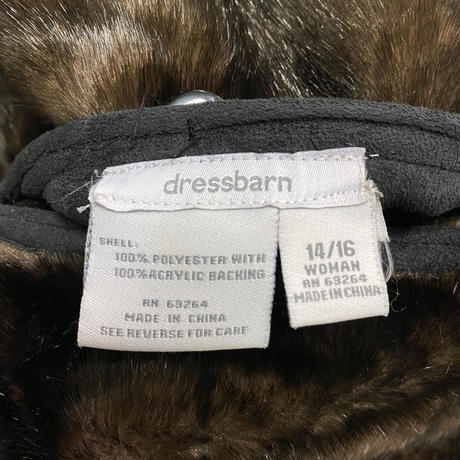 dressbarn
SHELL:
100% POLYESTER WITH
100% ACRYLIC BACKING
RN 63264
MADE IN CHINA
SEE REVERSE FOR CARE
14/16
WOMAN
RN 63264
MADE IN CHINA